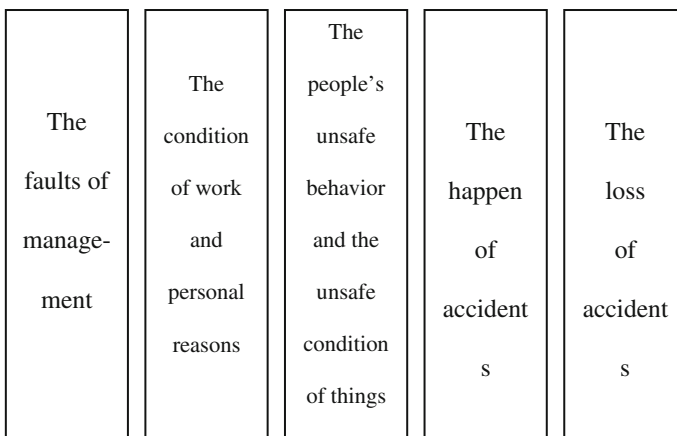 The
faults of
manage-
ment
The
condition
of work
and
personal
reasons
The
people’s
unsafe
behavior
and the
unsafe
condition
of things
The
happen
of
accident
s
The
loss
of
accident
s